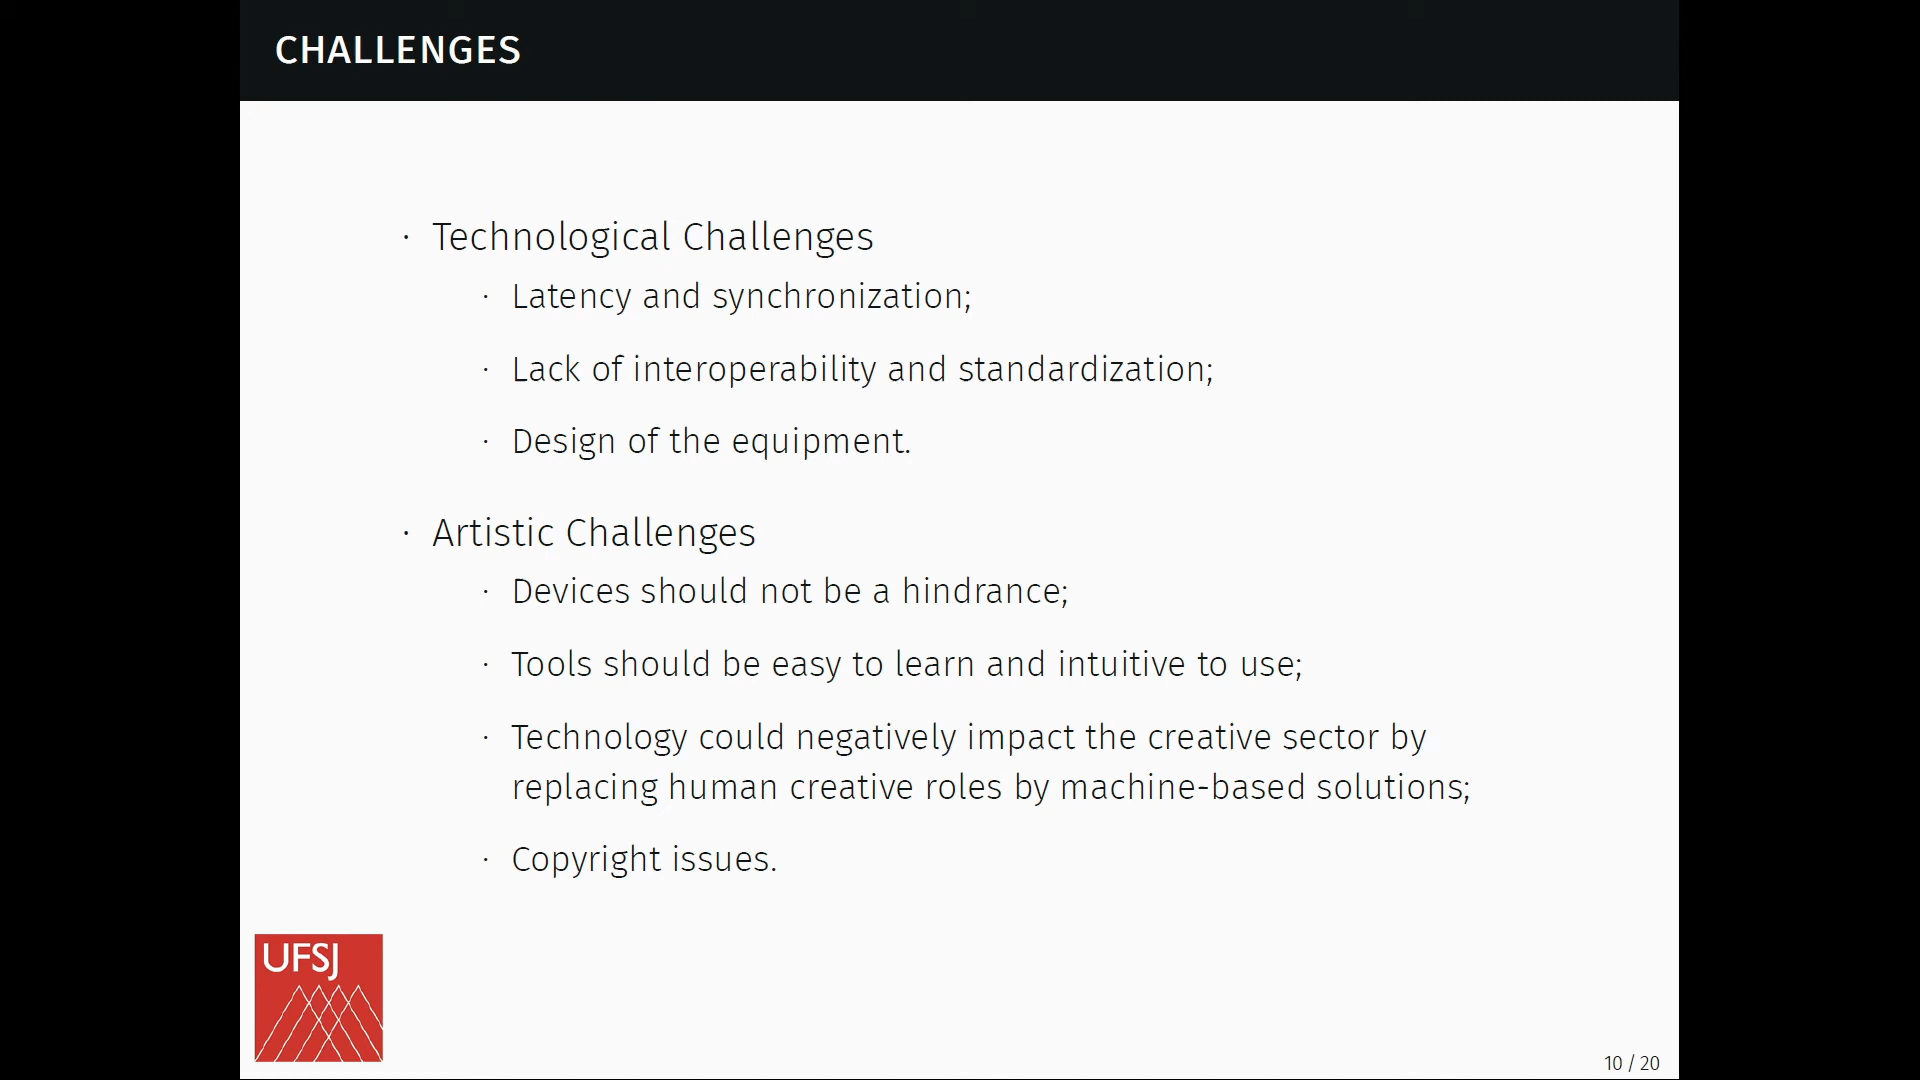 CHALLENGES
· Technological Challenges
· Latency and synchronization;
· Lack of interoperability and standardization;
· Design of the equipment.
· Artistic Challenges
· Devices should not be a hindrance;
· Tools should be easy to learn and intuitive to use;
· Technology could negatively impact the creative sector by
replacing human creative roles by machine-based solutions;
· Copyright issues.
UFSJ
10 / 20